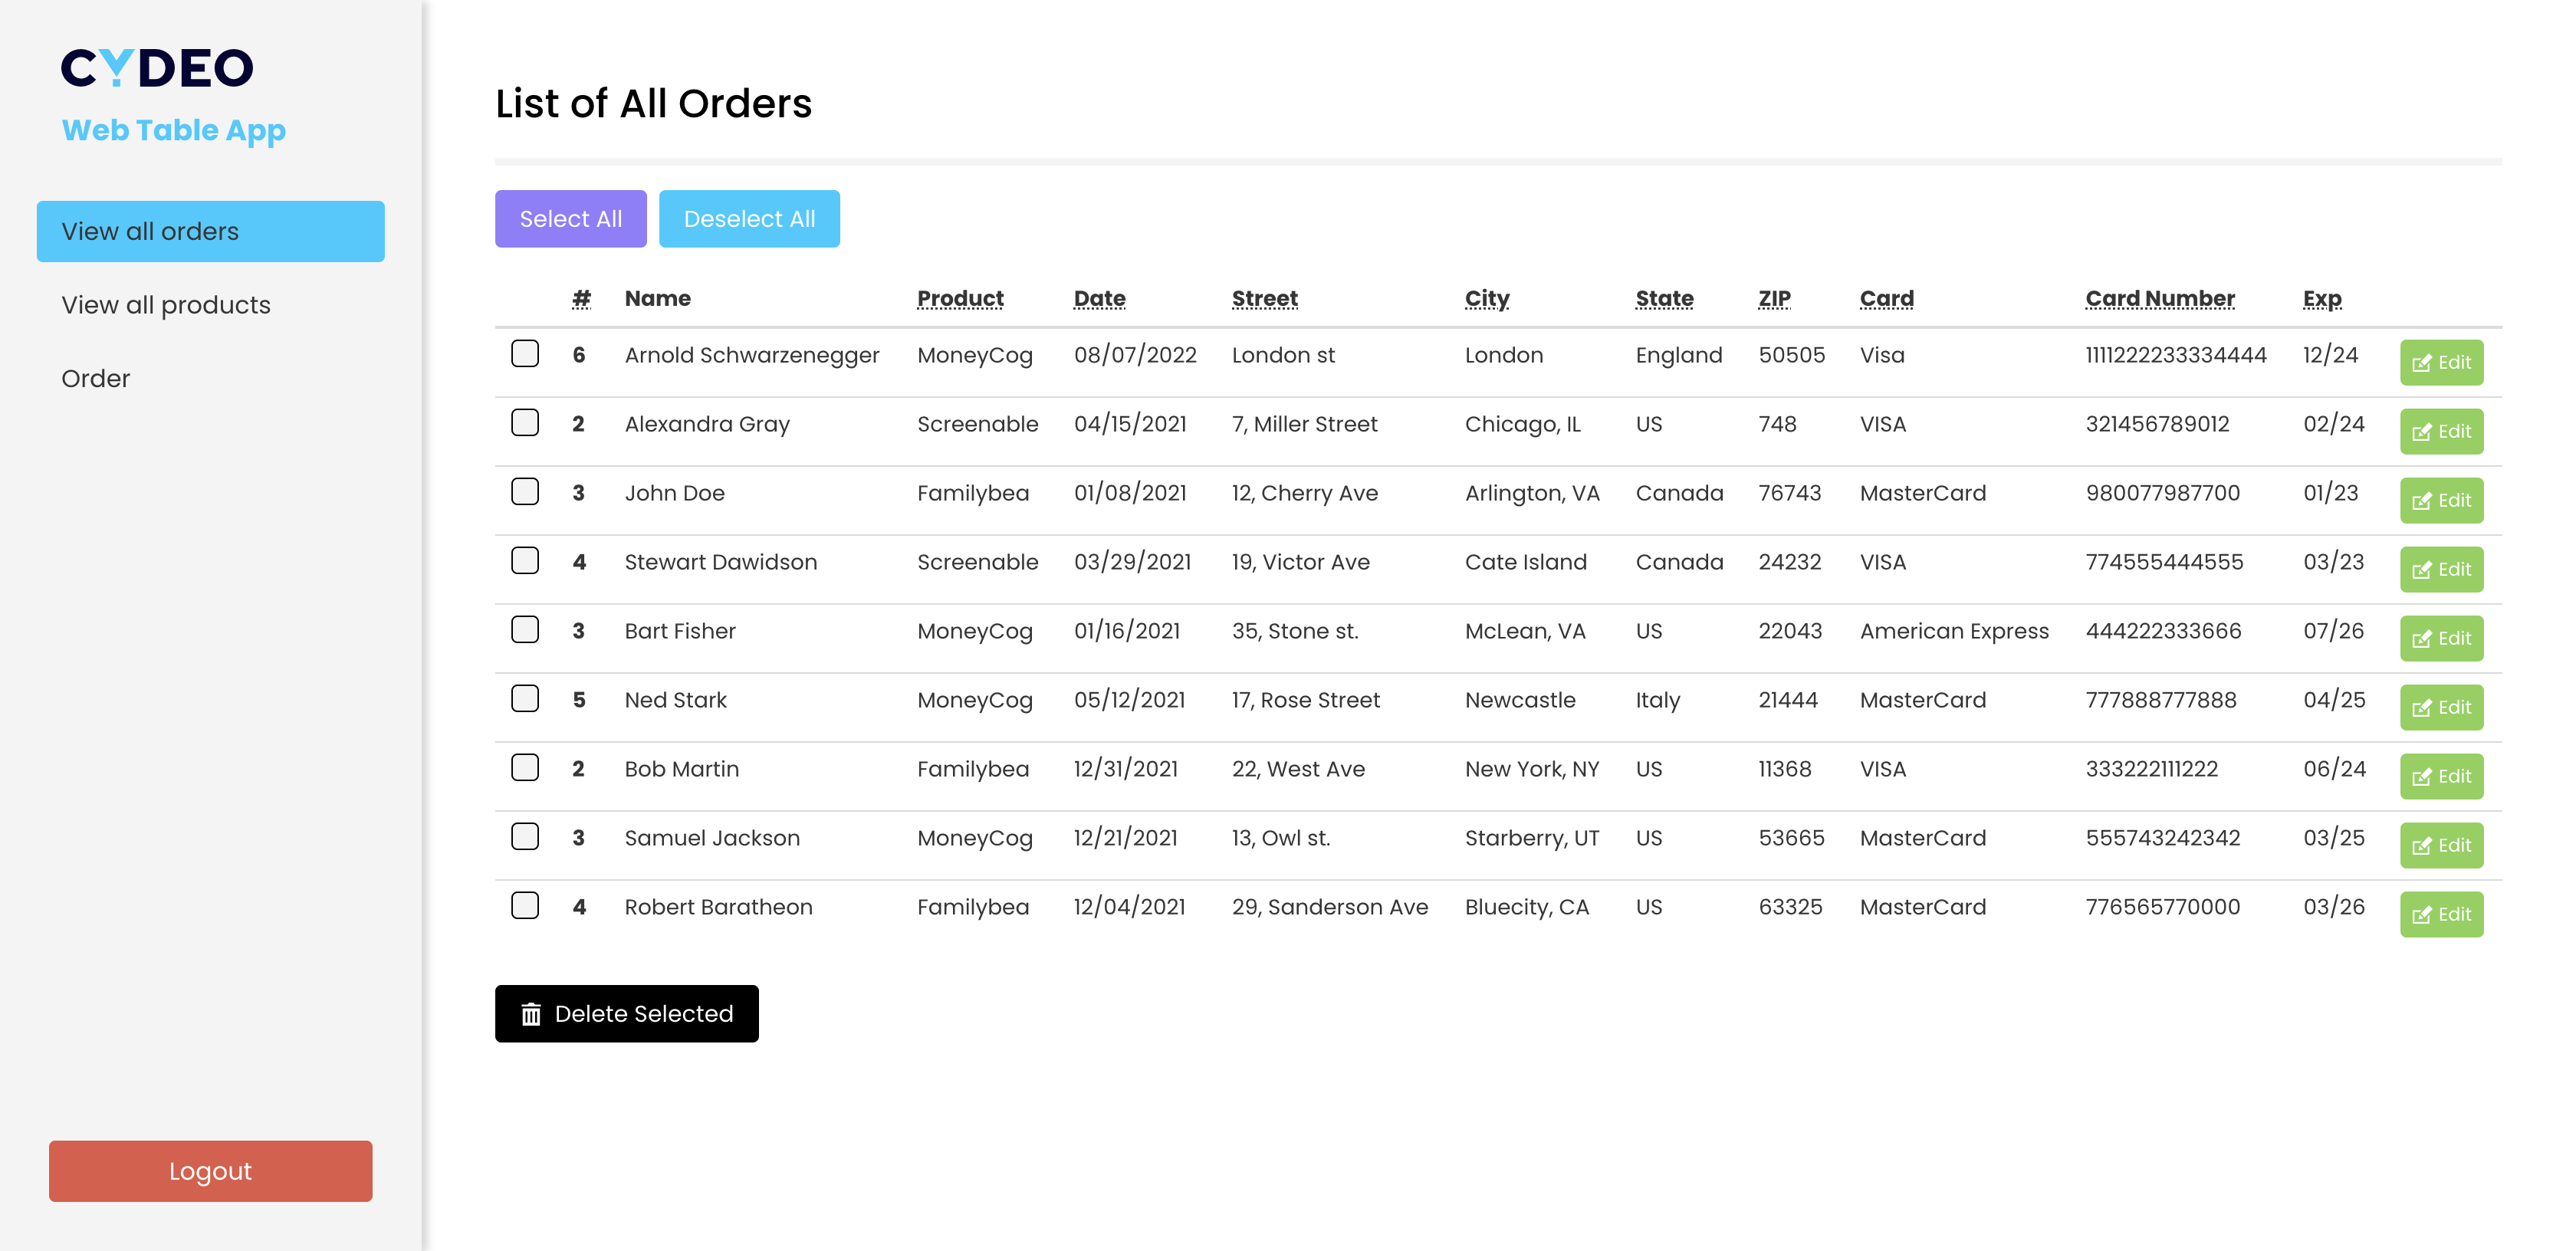 CYDEO
Web Table App
View all orders
View all products
Order
Logout
List of All Orders
Select All Deselect All
# Name Product Date Street City State ZIP Card Card Number Exp
6 Arnold Schwarzenegger MoneyCog 08/07/2022 London st London England 50505 Visa 1111222233334444 12/24 Edit
2 Alexandra Gray Screenable 04/15/2021 7, Miller Street Chicago, IL US 748 VISA 321456789012 02/24 Edit
3 John Doe Familybea 01/08/2021 12, Cherry Ave Arlington, VA Canada 76743 MasterCard 980077987700 01/23 Edit
4 Stewart Dawidson Screenable 03/29/2021 19, Victor Ave Cate Island Canada 24232 VISA 774555444555 03/23 Edit
3 Bart Fisher MoneyCog 01/16/2021 35, Stone st. McLean, VA US 22043 American Express 444222333666 07/26 Edit
5 Ned Stark MoneyCog 05/12/2021 17, Rose Street Newcastle Italy 21444 MasterCard 777888777888 04/25 Edit
2 Bob Martin Familybea 12/31/2021 22, West Ave New York, NY US 11368 VISA 333222111222 06/24 Edit
3 Samuel Jackson MoneyCog 12/21/2021 13, Owl st. Starberry, UT US 53665 MasterCard 555743242342 03/25 Edit
4 Robert Baratheon Familybea 12/04/2021 29, Sanderson Ave Bluecity, CA US 63325 MasterCard 776565770000 03/26 Edit
Delete Selected